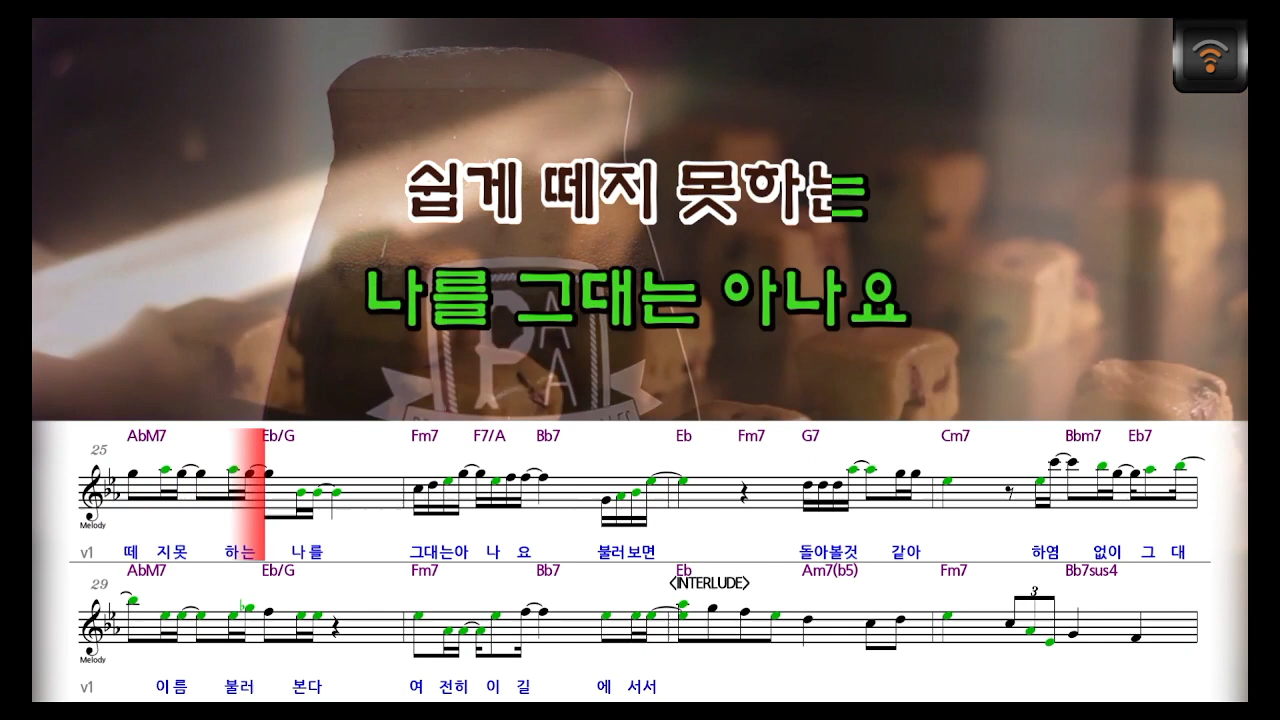 쉽게 떼지 못하는
나를 그대는 아나요
P
A
A
AbM7 Eb/G Fm7 F7/A Bb7 Eb Fm7 G7 Cm7 Bbm7 Eb7
25
Melody
v1 떼 지못 하는 나를 그대는아 나 요 불러보면 돌아볼것 같아 하염 없이 그 대
AbM7 Eb/G Fm7 Bb7 Eb Am7(b5) Fm7 Bb7sus4
<INTERLUDE>
29
3
Melody
v1 이름 불러 본다 여 전히 이 길 에 서서